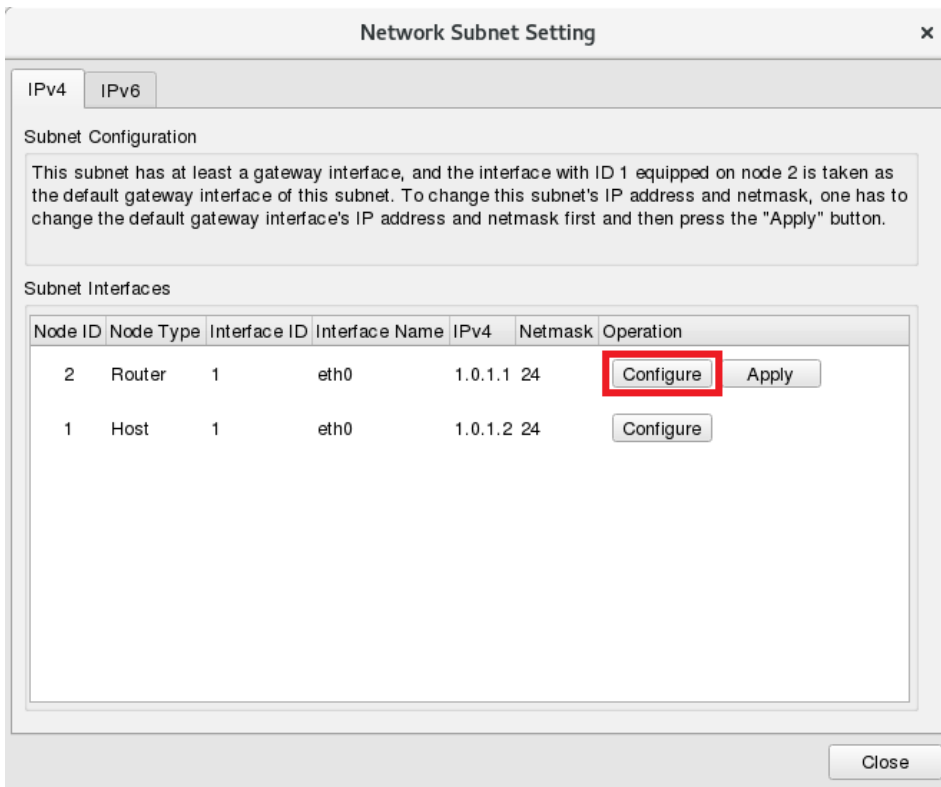 Network Subnet Setting ×
IPv4 IPv6
Subnet Configuration
This subnet has at least a gateway interface, and the interface with ID 1 equipped on node 2 is taken as
the default gateway interface of this subnet. To change this subnet's IP address and netmask, one has to
change the default gateway interface's IP address and netmask first and then press the "Apply" button.
Subnet Interfaces
Node ID Node Type Interface ID Interface Name IPv4 Netmask Operation
2 Router 1 eth0 1.0.1.1 24 Configure Apply
1 Host 1 eth0 1.0.1.2 24 Configure
Close